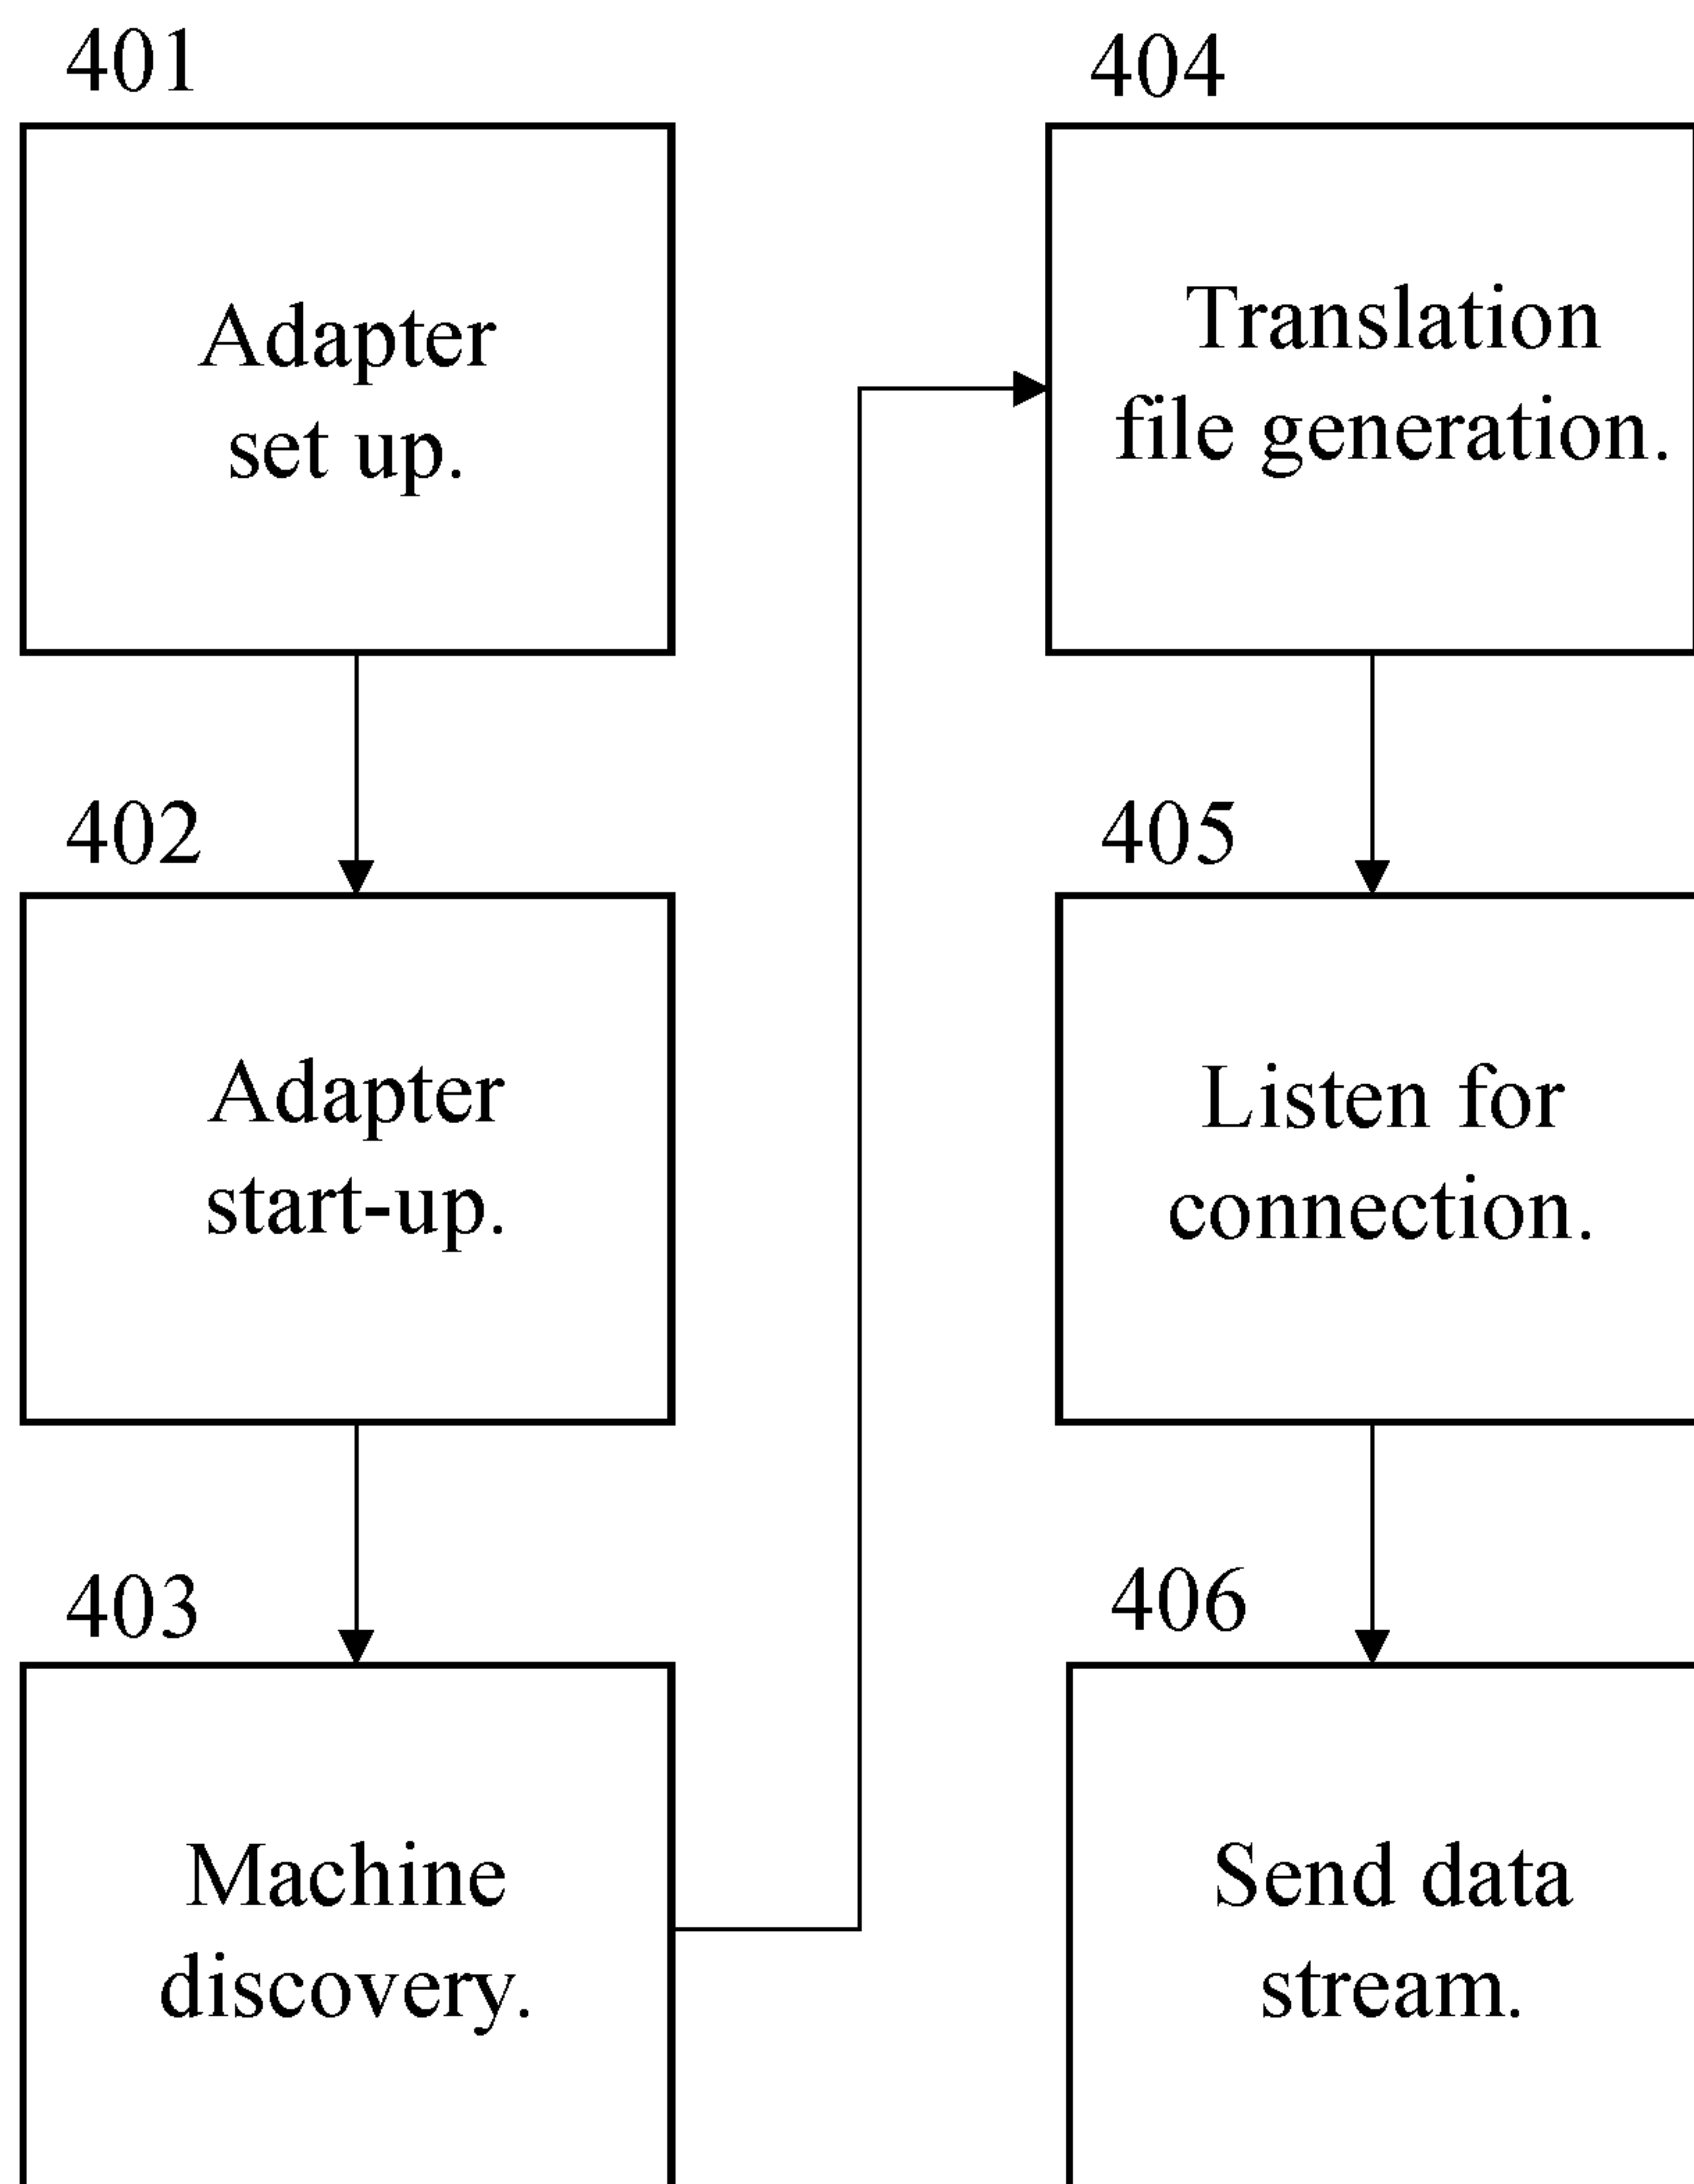 401
Adapter
set up.
402
Adapter
start-up.
403
Machine
discovery.
404
Translation
file generation.
405
Listen for
connection.
406
Send data
stream.